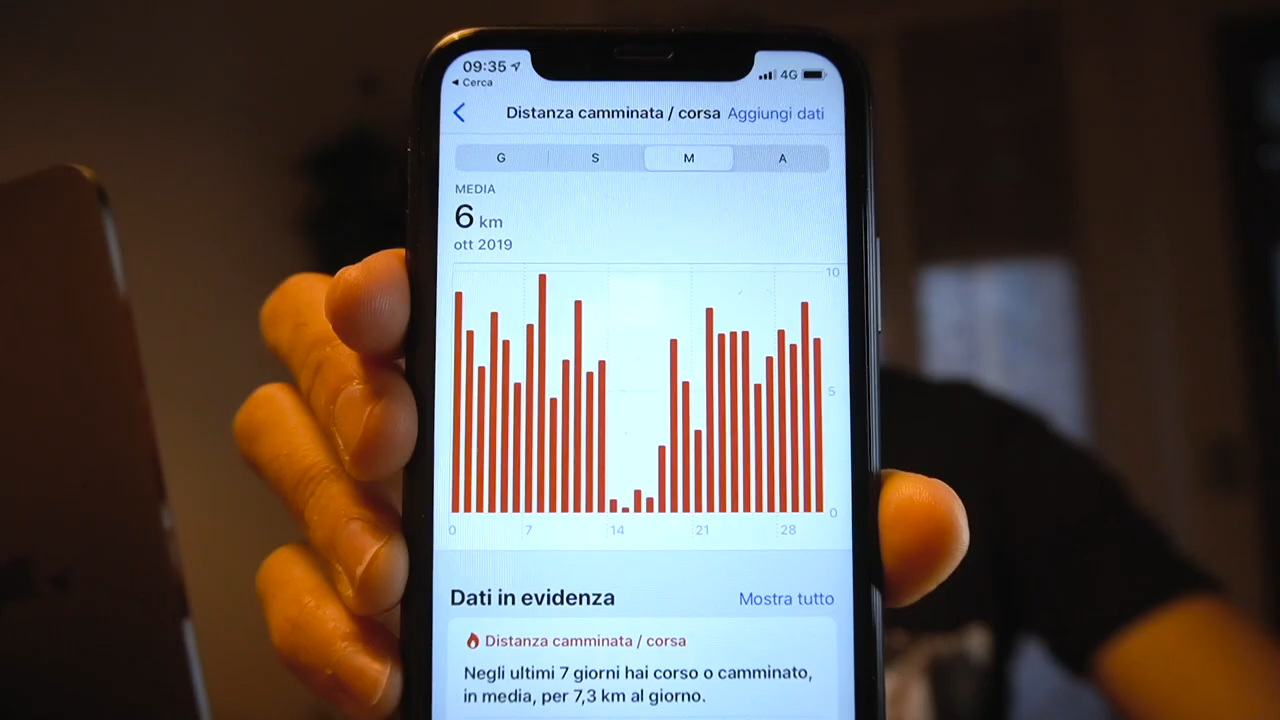 09:35
◂ Cerca
4G
Distanza camminata / corsa
Aggiungi dati
G
S
M
A
MEDIA
6 km
ott 2019
10
5
0
0
7
14
21
28
Dati in evidenza
Mostra tutto
Distanza camminata / corsa
Negli ultimi 7 giorni hai corso o camminato,
in media, per 7,3 km al giorno.